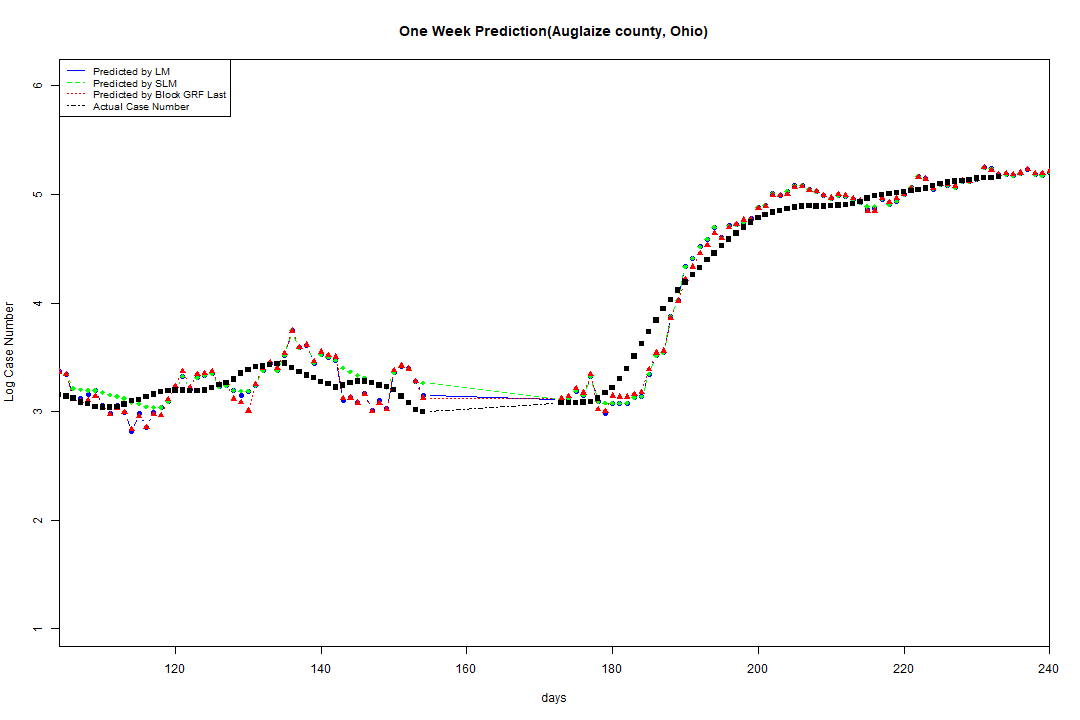 One Week Prediction(Auglaize county, Ohio)
Predicted by LM
Predicted by SLM
Predicted by Block GRF Last
Actual Case Number
6
5
4
3
2
1
Log Case Number
120 140 160 180 200 220 240
days